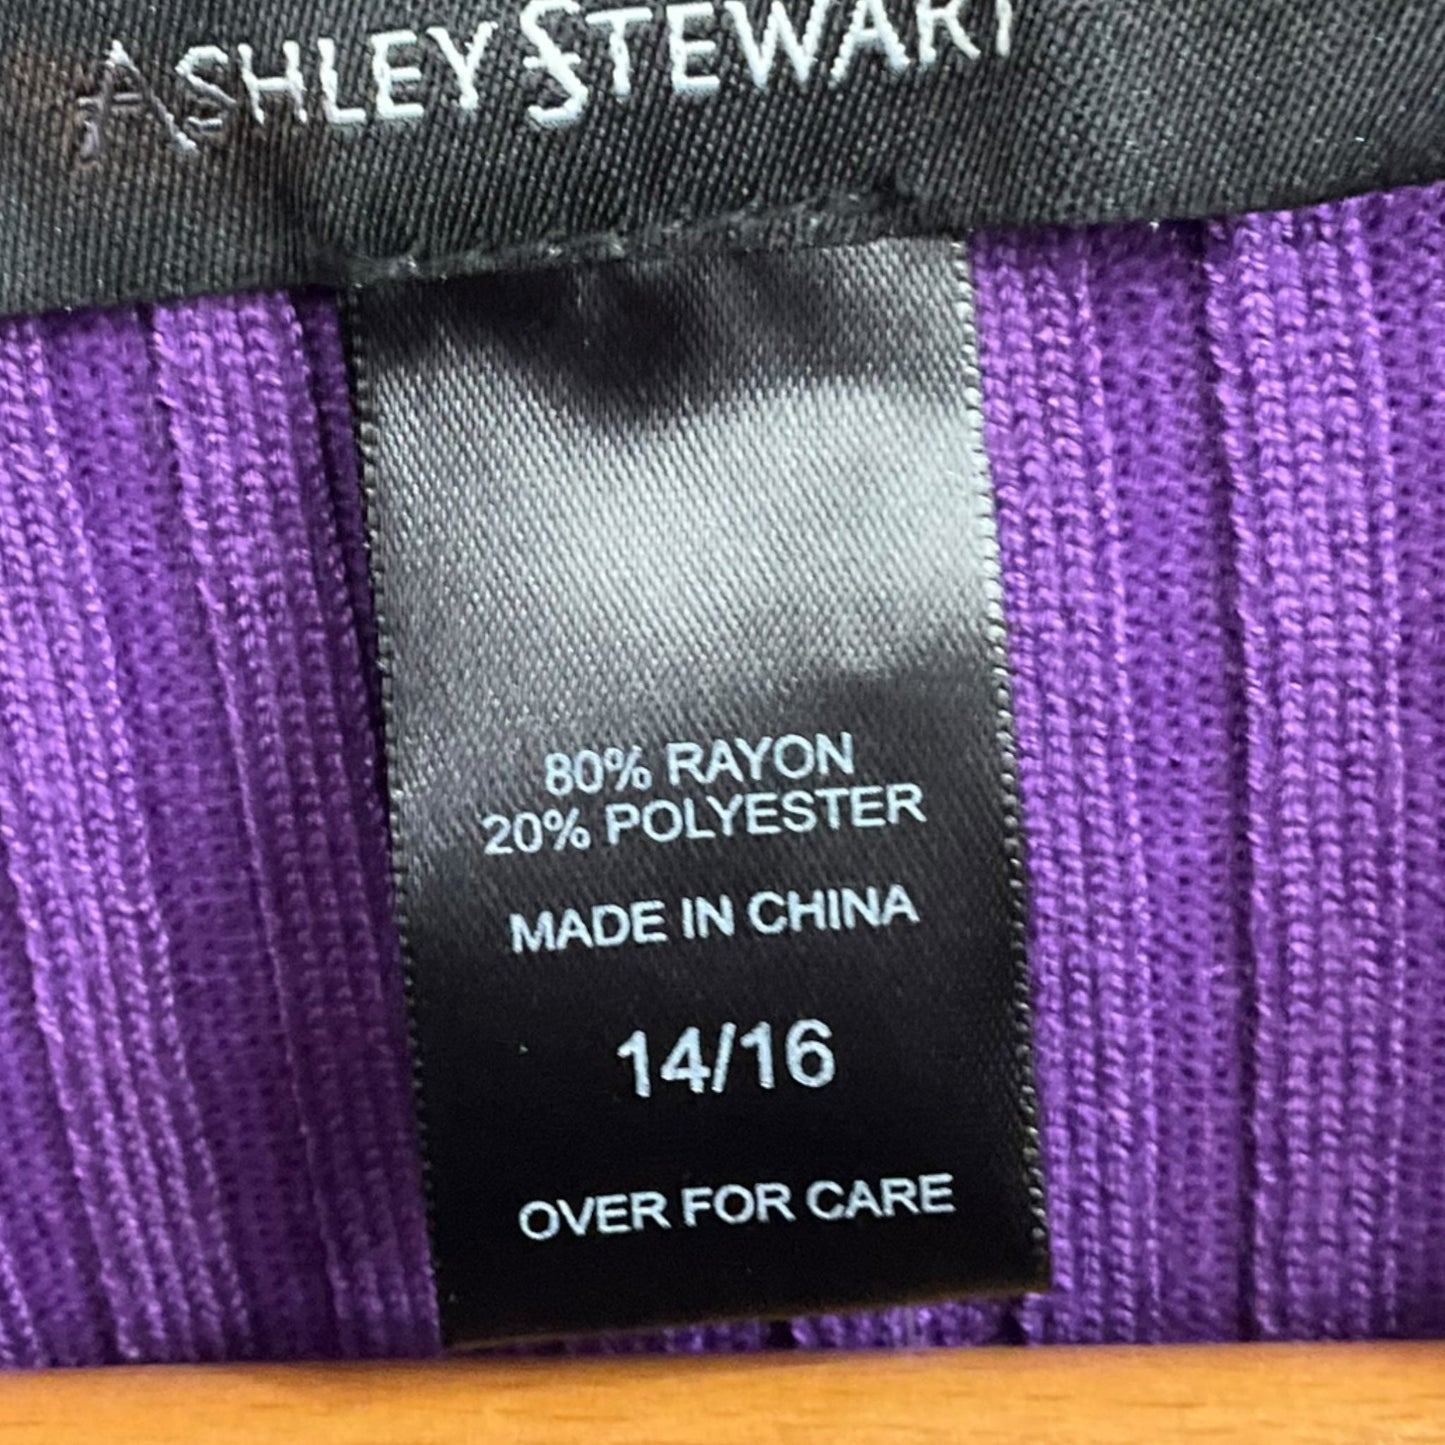 ASHLEY STEWART
80% RAYON
20% POLYESTER
MADE IN CHINA
14/16
OVER FOR CARE